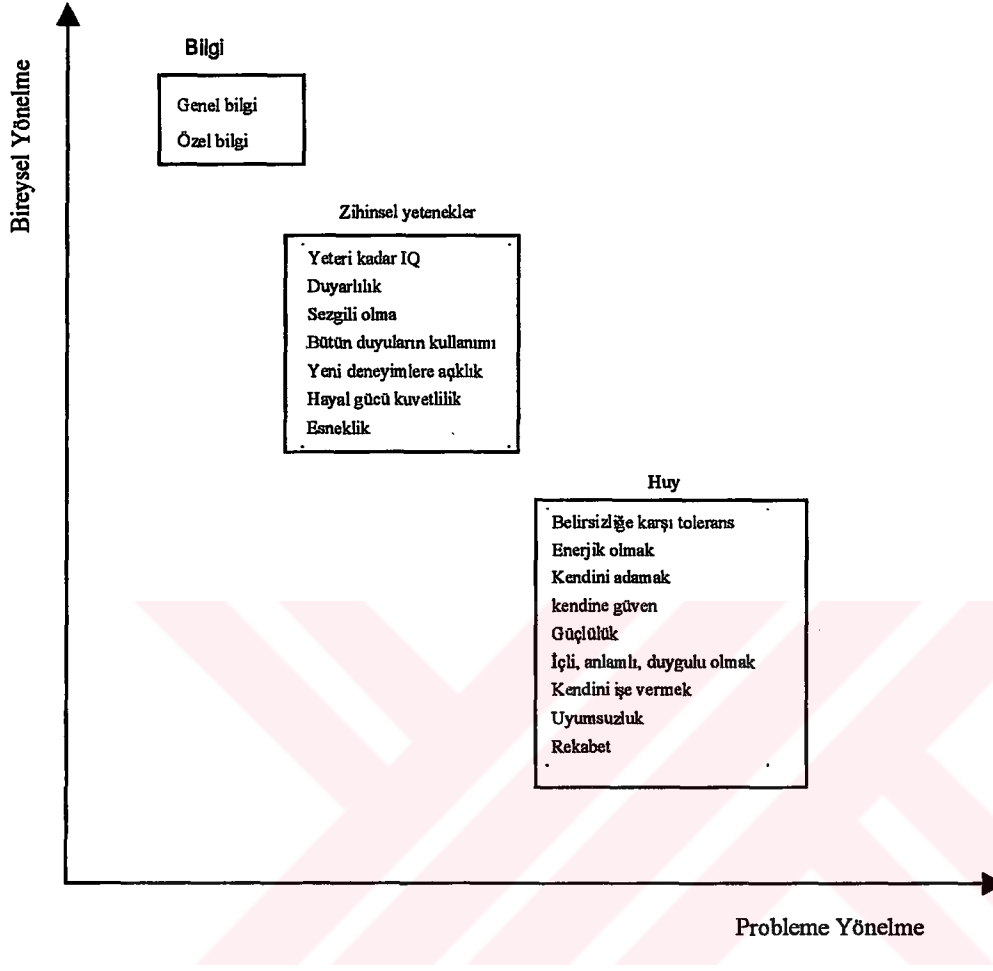 Bireysel Yönelme
Bilgi
Genel bilgi
Özel bilgi
Zihinsel yetenekler
Yeteri kadar IQ
Duyarlılık
Sezgili olma
Bütün duyuların kullanımı
Yeni deneyimlere açklık
Hayal gücü kuvetlilik
Esneklik
Huy
Belirsizliğe karşı tolerans
Enerjik olmak
Kendini adamak
kendine güven
Güçlülük
İçli, anlamlı, duygulu olmak
Kendini işe vermek
Uyumsuzluk
Rekabet
Probleme Yönelme